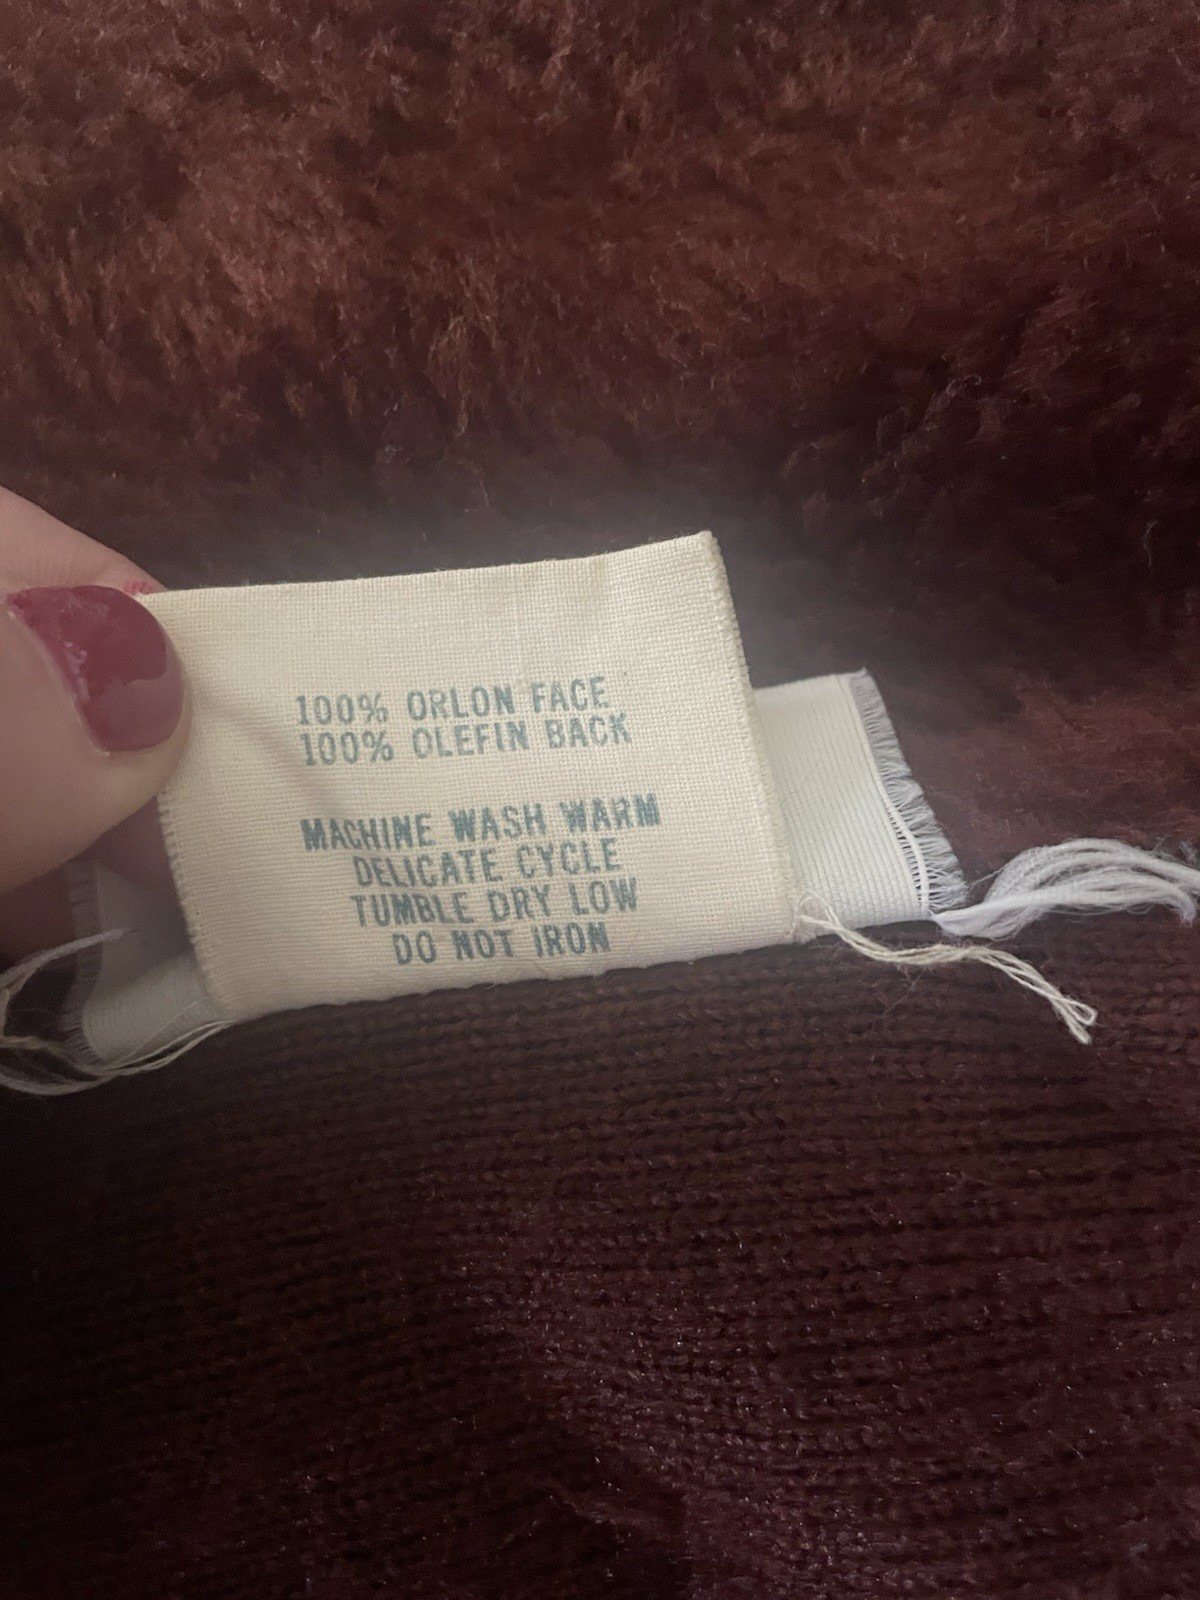 100% ORLON FACE
100% OLEFIN BACK
MACHINE WASH WARM
DELICATE CYCLE
TUMBLE DRY LOW
DO NOT IRON